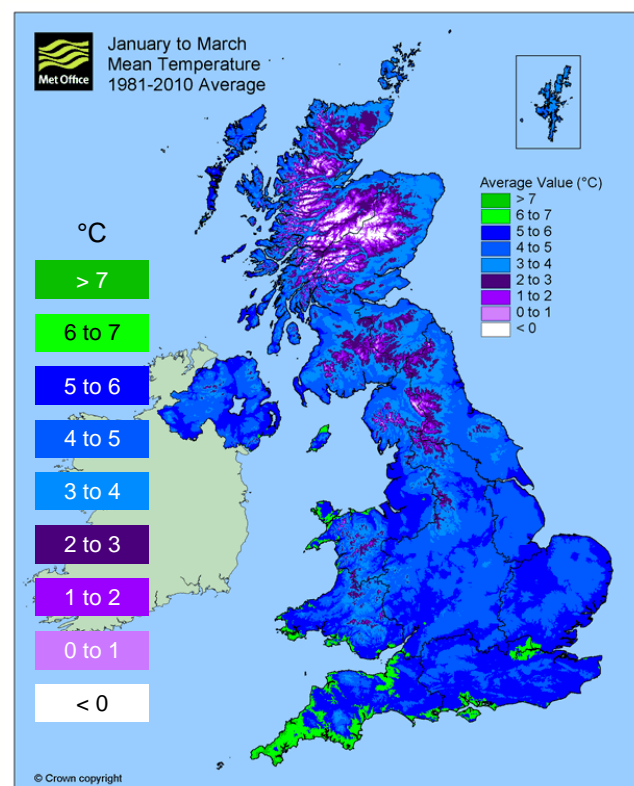 Met Office
January to March
Mean Temperature
1981-2010 Average
Average Value (°C)
> 7
6 to 7
5 to 6
4 to 5
3 to 4
2 to 3
1 to 2
0 to 1
< 0
°C
> 7
6 to 7
5 to 6
4 to 5
3 to 4
2 to 3
1 to 2
0 to 1
< 0
© Crown copyright